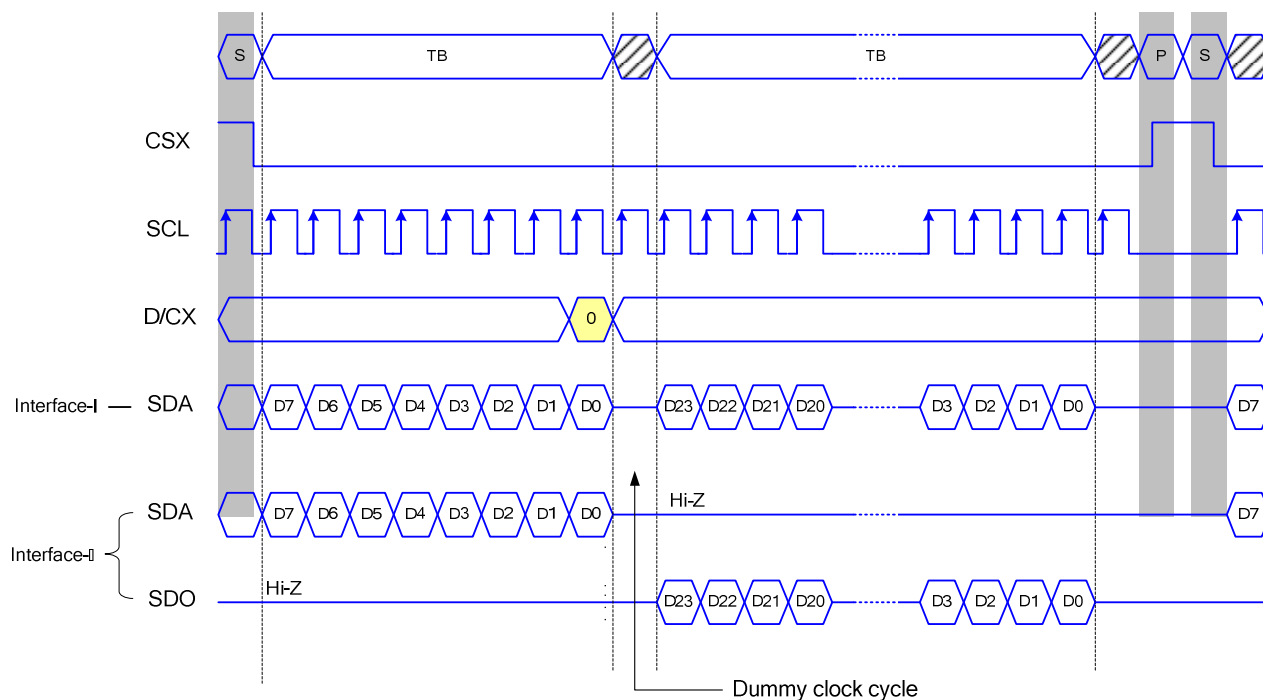 S TB TB P S
CSX
SCL
D/CX 0
Interface-I SDA D7 D6 D5 D4 D3 D2 D1 D0 D23 D22 D21 D20 D3 D2 D1 D0 D7
SDA D7 D6 D5 D4 D3 D2 D1 D0 Hi-Z D7
Interface-
SDO Hi-Z D23 D22 D21 D20 D3 D2 D1 D0
Dummy clock cycle